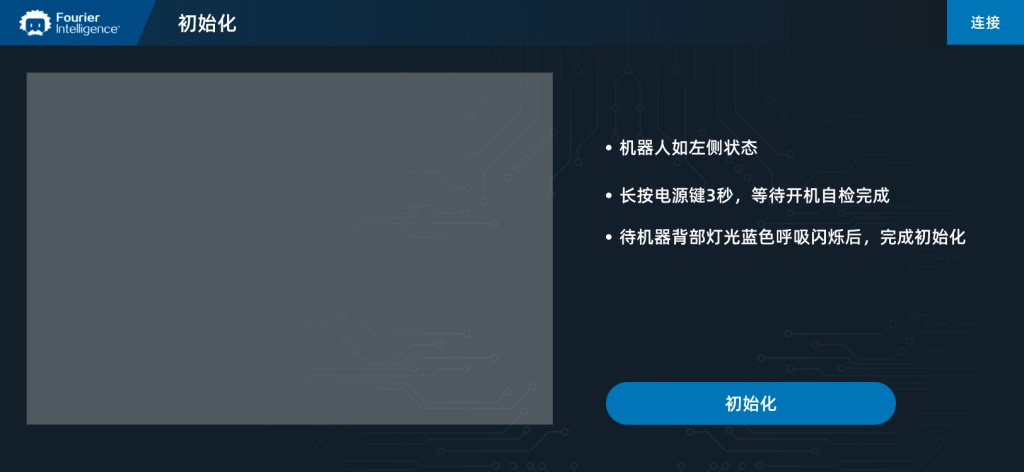 Fourier
Intelligence
初始化
连接
机器人如左侧状态
长按电源键3秒，等待开机自检完成
待机器背部灯光蓝色呼吸闪烁后，完成初始化
初始化